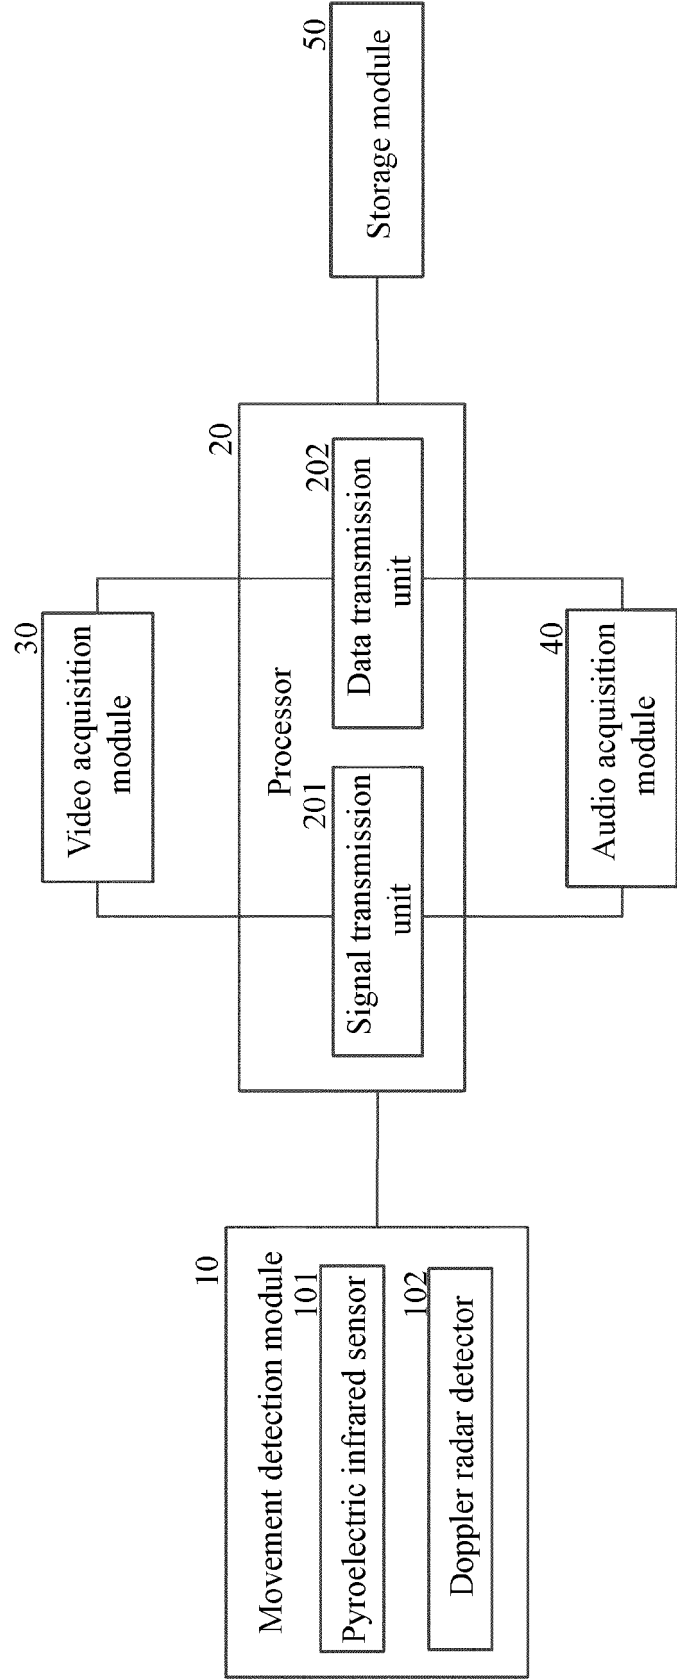 10
Movement detection module
101
Pyroelectric infrared sensor
102
Doppler radar detector
20
Processor
201
Signal transmission
unit
202
Data transmission
unit
30
Video acquisition
module
40
Audio acquisition
module
50
Storage module